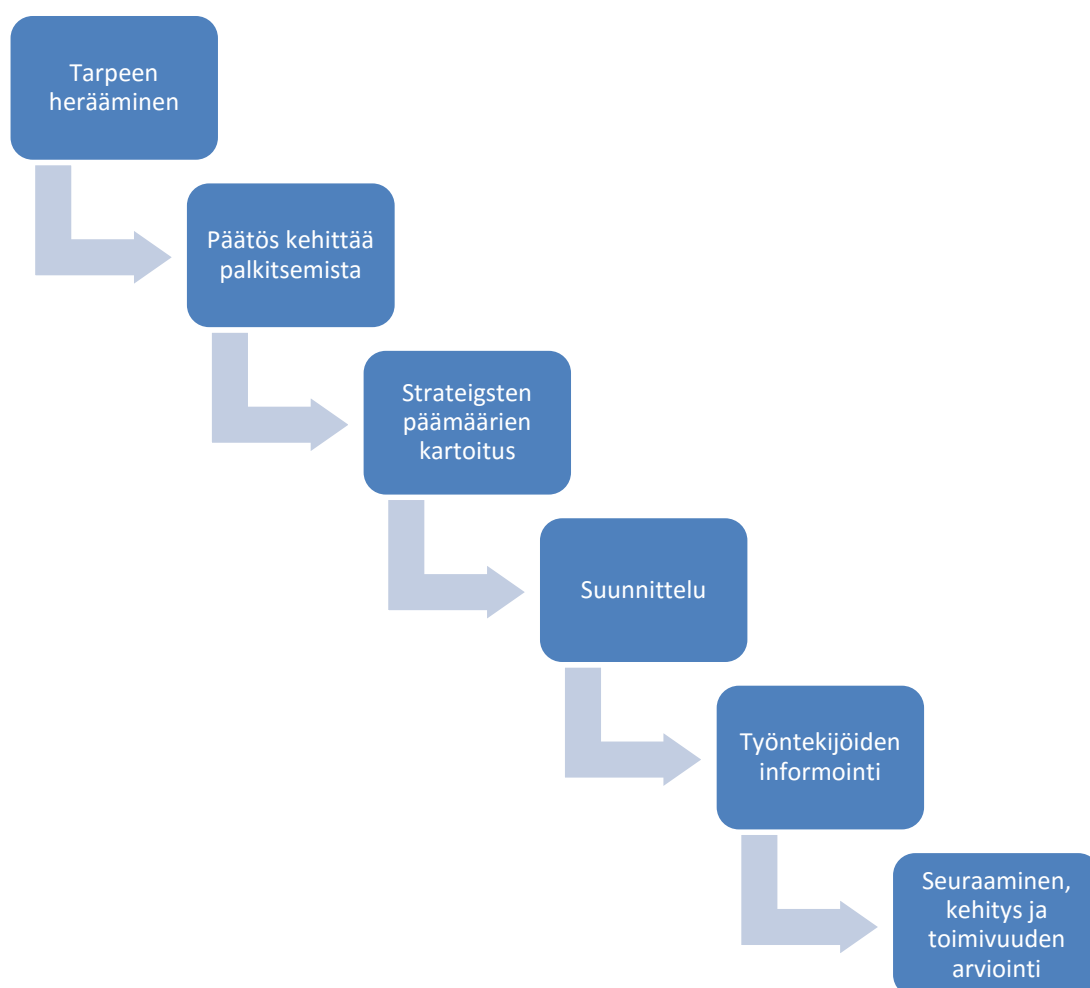 Tarpeen
herääminen
Päätös kehittää
palkitsemista
Strateigsten
päämäärien
kartoitus
Suunnittelu
Työntekijöiden
informointi
Seuraaminen,
kehitys ja
toimivuuden
arviointi